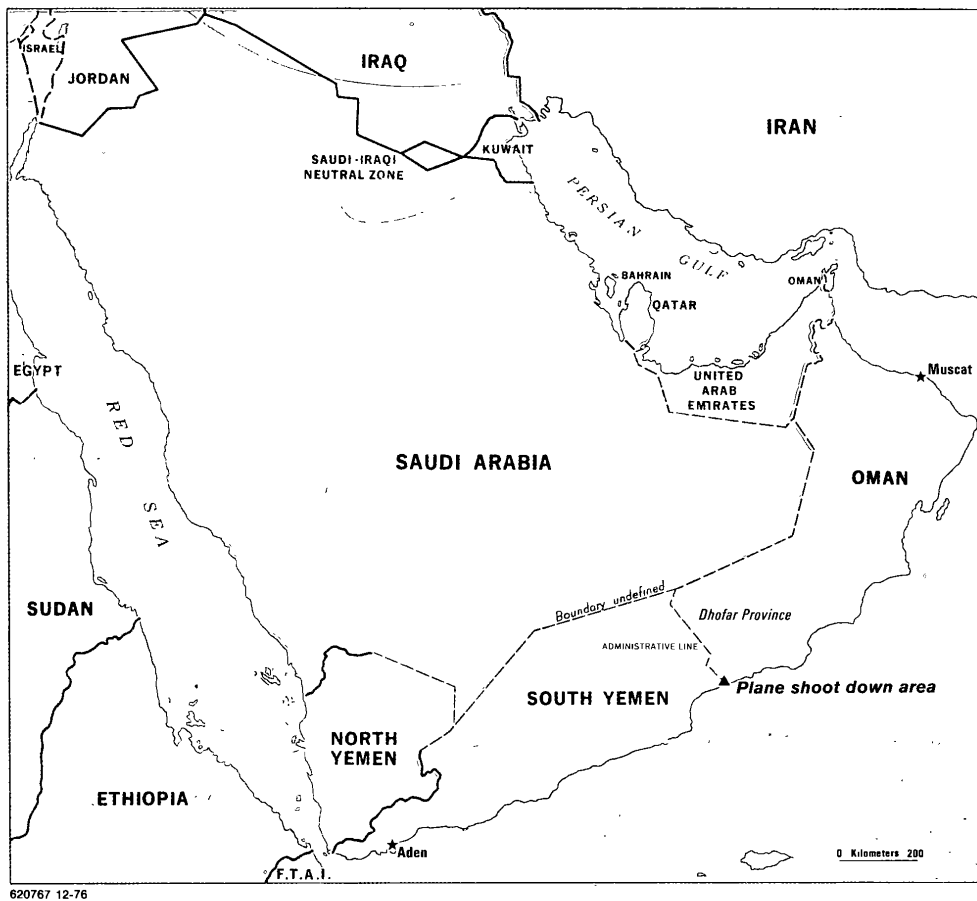 ISRAEL
JORDAN
IRAQ
IRAN
SAUDI-IRAQI
NEUTRAL ZONE
KUWAIT
PERSIAN
GULF
BAHRAIN
QATAR
OMAN
EGYPT
RED
SEA
UNITED
ARAB
EMIRATES
Muscat
SAUDI ARABIA
OMAN
SUDAN
Boundary undefined
Dhofar Province
ADMINISTRATIVE LINE
Plane shoot down area
SOUTH YEMEN
NORTH
YEMEN
ETHIOPIA
Aden
0 Kilometers 200
F.T.A.I.
620767 12-76